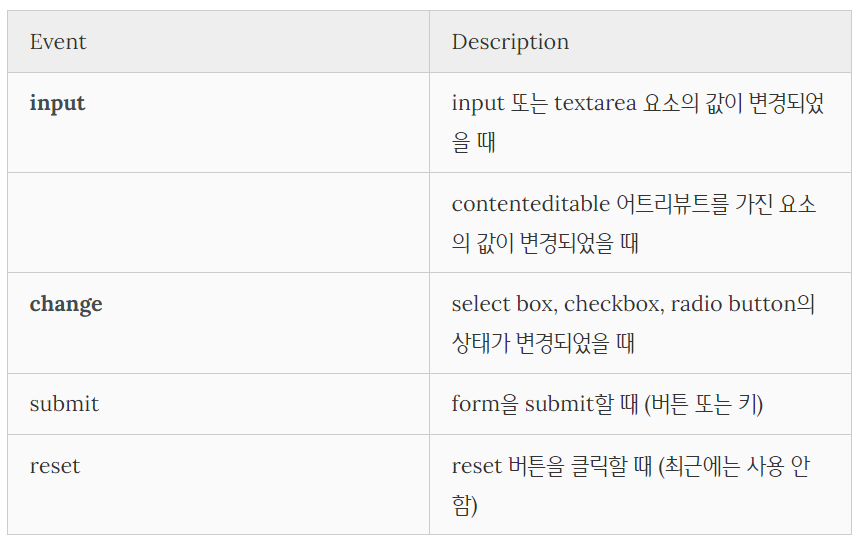 Event Description
input input 또는 textarea 요소의 값이 변경되었
을 때
contenteditable 어트리뷰트를 가진 요소
의 값이 변경되었을 때
change select box, checkbox, radio button의
상태가 변경되었을 때
submit form을 submit할 때 (버튼 또는 키)
reset reset 버튼을 클릭할 때 (최근에는 사용 안
함)